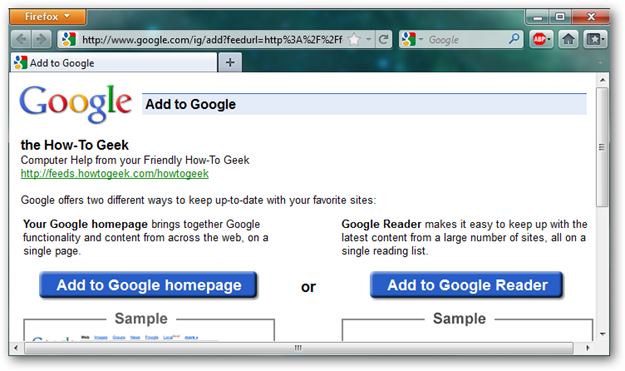 Firefox
http://www.google.com/ig/add?feedurl=http%3A%2F%2Ff
Google
ABP
Add to Google
Google
Add to Google
the How-To Geek
Computer Help from your Friendly How-To Geek
http://feeds.howtogeek.com/howtogeek
Google offers two different ways to keep up-to-date with your favorite sites:
Your Google homepage brings together Google
functionality and content from across the web, on a
single page.
Add to Google homepage
or
Google Reader makes it easy to keep up with the
latest content from a large number of sites, all on a
single reading list.
Add to Google Reader
Sample
Google
Web Images Groups News Froogle Local more »
Sample